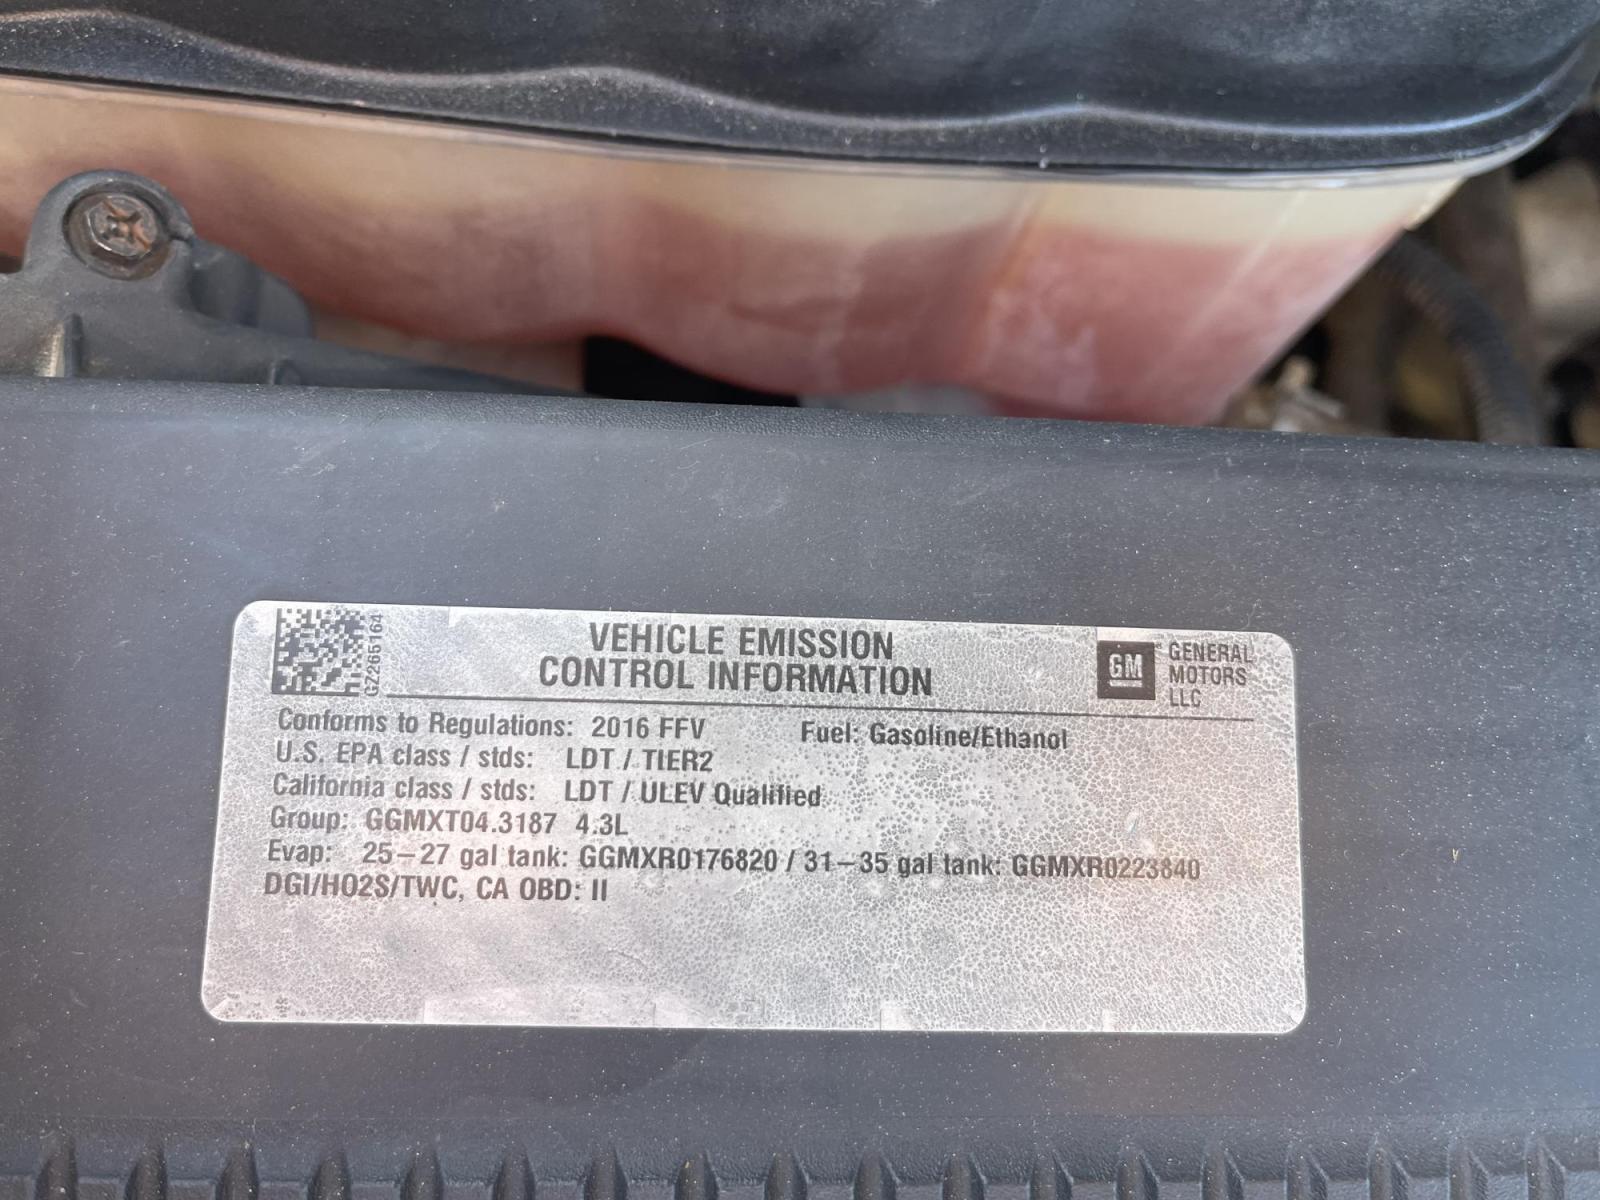 GZ265164
VEHICLE EMISSION
CONTROL INFORMATION
GM
GENERAL
MOTORS
LLC
Conforms to Regulations: 2016 FFV Fuel: Gasoline/Ethanol
U.S. EPA class / stds: LDT / TIER2
California class / stds: LDT / ULEV Qualified
Group: GGMXT04.3187 4.3L
Evap: 25–27 gal tank: GGMXR0176820 / 31–35 gal tank: GGMXR0223840
DGI/HO2S/TWC, CA OBD: II